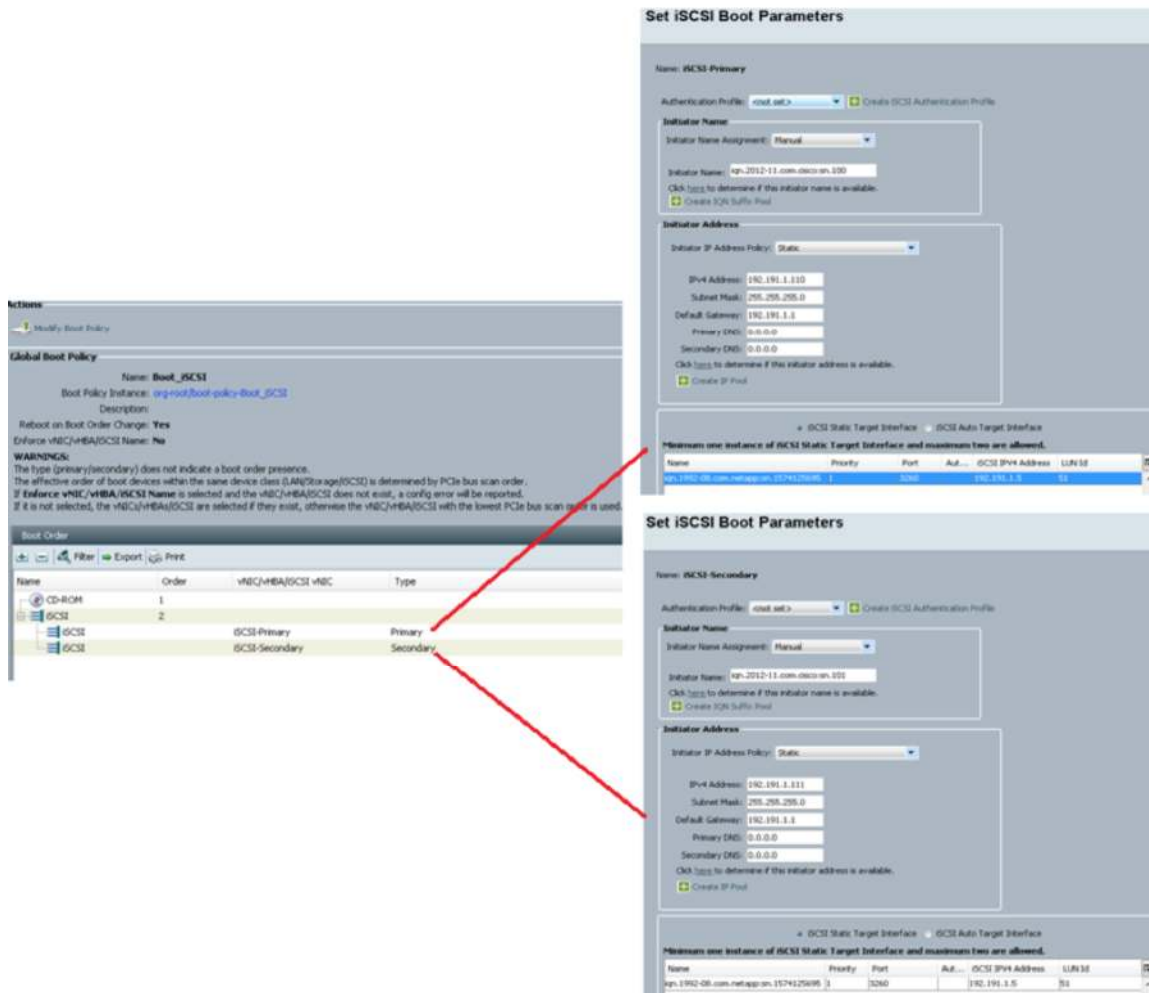 Actions
Modify Boot Policy
Global Boot Policy
Name: Boot_iSCSI
Boot Policy Instance: org-root/boot-policy-Boot_iSCSI
Description:
Reboot on Boot Order Change: Yes
Enforce vNIC/vHBA/iSCSI Name: No
WARNINGS:
The type (primary/secondary) does not indicate a boot order presence.
The effective order of boot devices within the same device class (LAN/Storage/iSCSI) is determined by PCIe bus scan order.
If Enforce vNIC/vHBA/iSCSI Name is selected and the vNIC/vHBA/iSCSI does not exist, a config error will be reported.
If it is not selected, the vNICs/vHBAs/iSCSI are selected if they exist, otherwise the vNIC/vHBA/iSCSI with the lowest PCIe bus scan order is used.
Boot Order
Filter Export Print
Name Order vNIC/vHBA/iSCSI vNIC Type
CD-ROM 1
iSCSI 2
iSCSI iSCSI-Primary Primary
iSCSI iSCSI-Secondary Secondary
Set iSCSI Boot Parameters
Name: iSCSI-Primary
Authentication Profile: <not set> Create iSCSI Authentication Profile
Initiator Name
Initiator Name Assignment: Manual
Initiator Name: iqn.2012-11.com.cisco:sn.100
Click here to determine if this initiator name is available.
Create IQN Suffix Pool
Initiator Address
Initiator IP Address Policy: Static
IPv4 Address: 192.191.1.110
Subnet Mask: 255.255.255.0
Default Gateway: 192.191.1.1
Primary DNS: 0.0.0.0
Secondary DNS: 0.0.0.0
Click here to determine if this initiator address is available.
Create IP Pool
iSCSI Static Target Interface iSCSI Auto Target Interface
Minimum one instance of iSCSI Static Target Interface and maximum two are allowed.
Name Priority Port Aut... iSCSI IPV4 Address LUN Id
iqn.1992-08.com.netapp:sn.1574125695 1 3260 192.191.1.5 51
Set iSCSI Boot Parameters
Name: iSCSI-Secondary
Authentication Profile: <not set> Create iSCSI Authentication Profile
Initiator Name
Initiator Name Assignment: Manual
Initiator Name: iqn.2012-11.com.cisco:sn.101
Click here to determine if this initiator name is available.
Create IQN Suffix Pool
Initiator Address
Initiator IP Address Policy: Static
IPv4 Address: 192.191.1.111
Subnet Mask: 255.255.255.0
Default Gateway: 192.191.1.1
Primary DNS: 0.0.0.0
Secondary DNS: 0.0.0.0
Click here to determine if this initiator address is available.
Create IP Pool
iSCSI Static Target Interface iSCSI Auto Target Interface
Minimum one instance of iSCSI Static Target Interface and maximum two are allowed.
Name Priority Port Aut... iSCSI IPV4 Address LUN Id
iqn.1992-08.com.netapp:sn.1574125695 1 3260 192.191.1.5 51